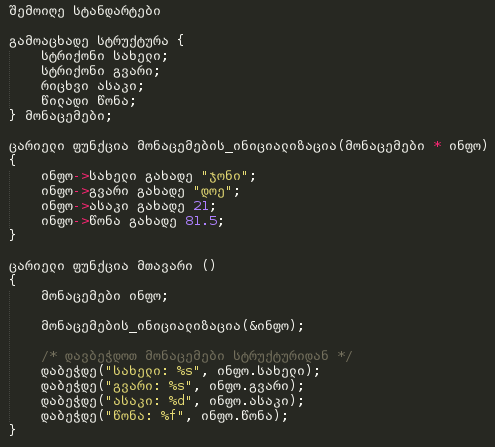 შემოიღე სტანდარტები
გამოაცხადე სტრუქტურა {
სტრიქონი სახელი;
სტრიქონი გვარი;
რიცხვი ასაკი;
წილადი წონა;
} მონაცემები;
ცარიელი ფუნქცია მონაცემების_ინიციალიზაცია(მონაცემები * ინფო)
{
ინფო->სახელი გახადე "ჯონი";
ინფო->გვარი გახადე "დოე";
ინფო->ასაკი გახადე 21;
ინფო->წონა გახადე 81.5;
}
ცარიელი ფუნქცია მთავარი ()
{
მონაცემები ინფო;
მონაცემების_ინიციალიზაცია(&ინფო);
/* დავბეჭდოთ მონაცემები სტრუქტურიდან */
დაბეჭდე("სახელი: %s", ინფო.სახელი);
დაბეჭდე("გვარი: %s", ინფო.გვარი);
დაბეჭდე("ასაკი: %d", ინფო.ასაკი);
დაბეჭდე("წონა: %f", ინფო.წონა);
}